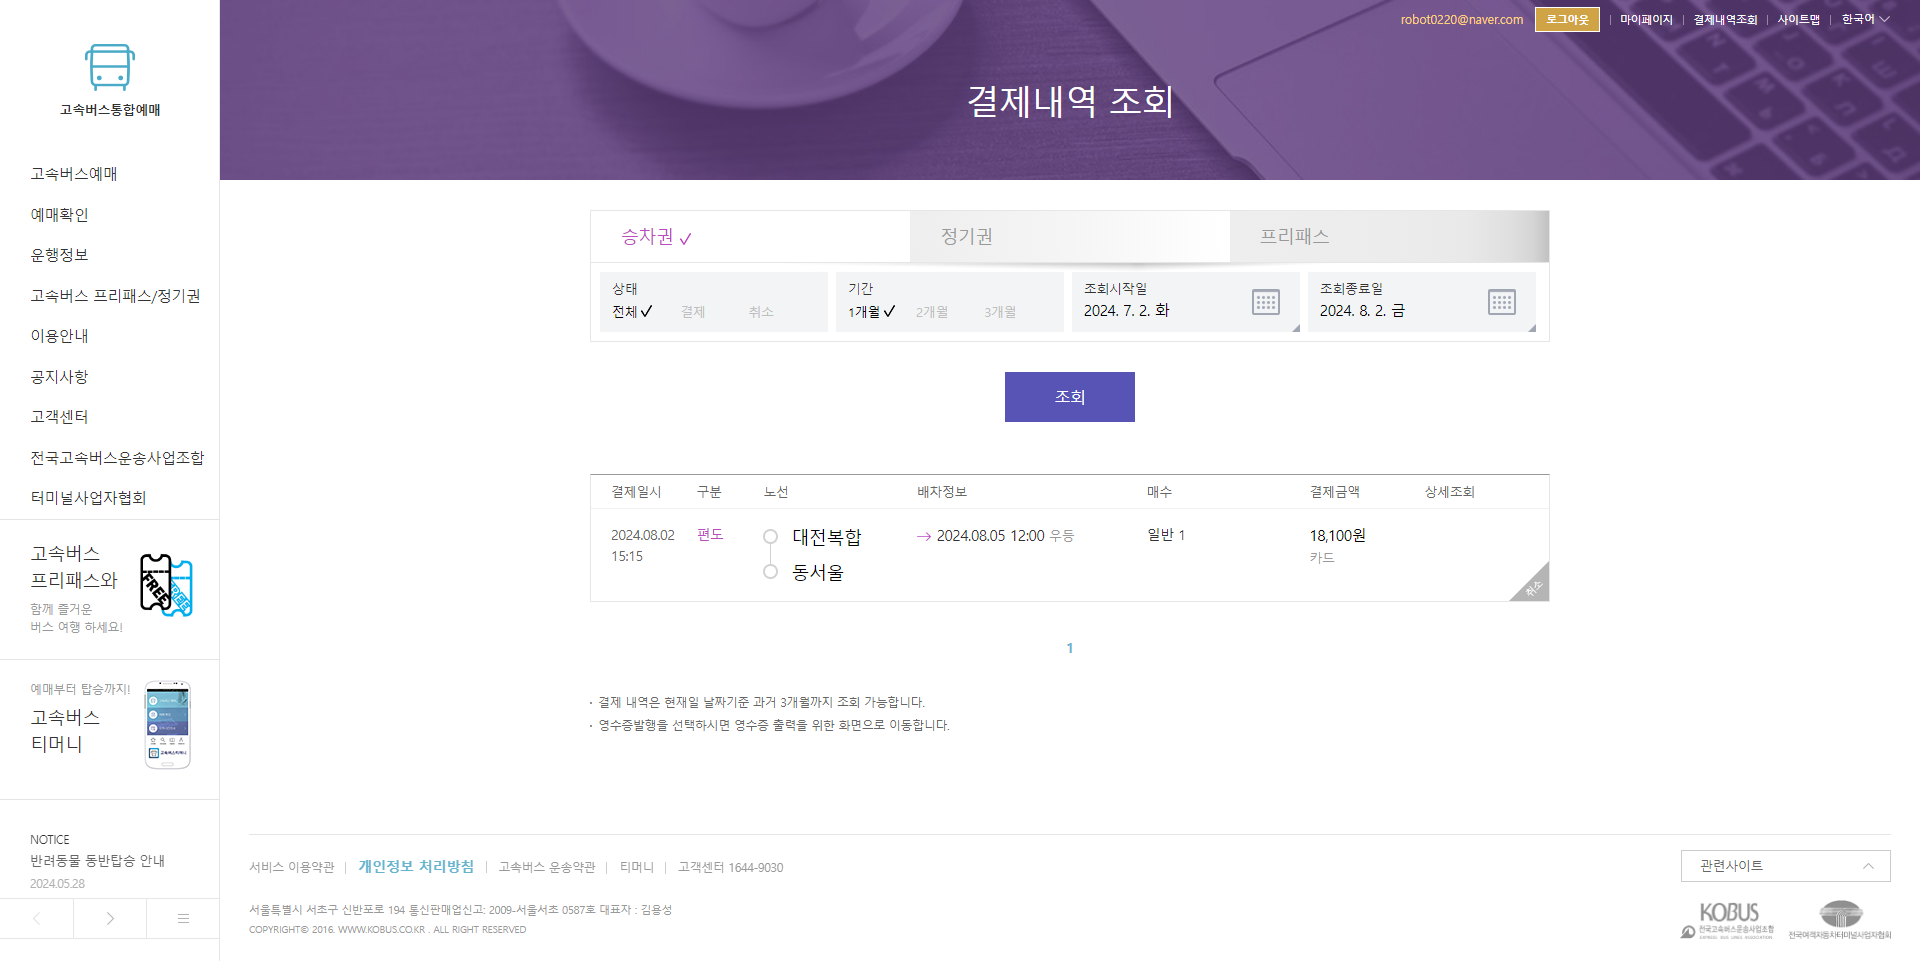 고속버스통합예매
고속버스예매
예매확인
운행정보
고속버스 프리패스/정기권
이용안내
공지사항
고객센터
전국고속버스운송사업조합
터미널사업자협회
고속버스
프리패스와
함께 즐거운
버스 여행 하세요!
FREE
FREE
예매부터 탑승까지!
고속버스
티머니
NOTICE
반려동물 동반탑승 안내
2024.05.28
robot0220@naver.com 로그아웃 마이페이지 결제내역조회 사이트맵 한국어
결제내역 조회
승차권 정기권 프리패스
상태 기간 조회시작일 조회종료일
전체 결제 취소 1개월 2개월 3개월 2024. 7. 2. 화 2024. 8. 2. 금
조회
결제일시 구분 노선 배차정보 매수 결제금액 상세조회
2024.08.02 편도 대전복합 2024.08.05 12:00 우등 일반 1 18,100원
15:15 동서울 카드
취소
1
· 결제 내역은 현재일 날짜기준 과거 3개월까지 조회 가능합니다.
· 영수증발행을 선택하시면 영수증 출력을 위한 화면으로 이동합니다.
서비스 이용약관 개인정보 처리방침 고속버스 운송약관 티머니 고객센터 1644-9030
관련사이트
서울특별시 서초구 신반포로 194 통신판매업신고: 2009-서울서초 0587호 대표자 : 김용성
COPYRIGHT© 2016. WWW.KOBUS.CO.KR . ALL RIGHT RESERVED
KOBUS
전국고속버스운송사업조합
전국여객자동차터미널사업자협회